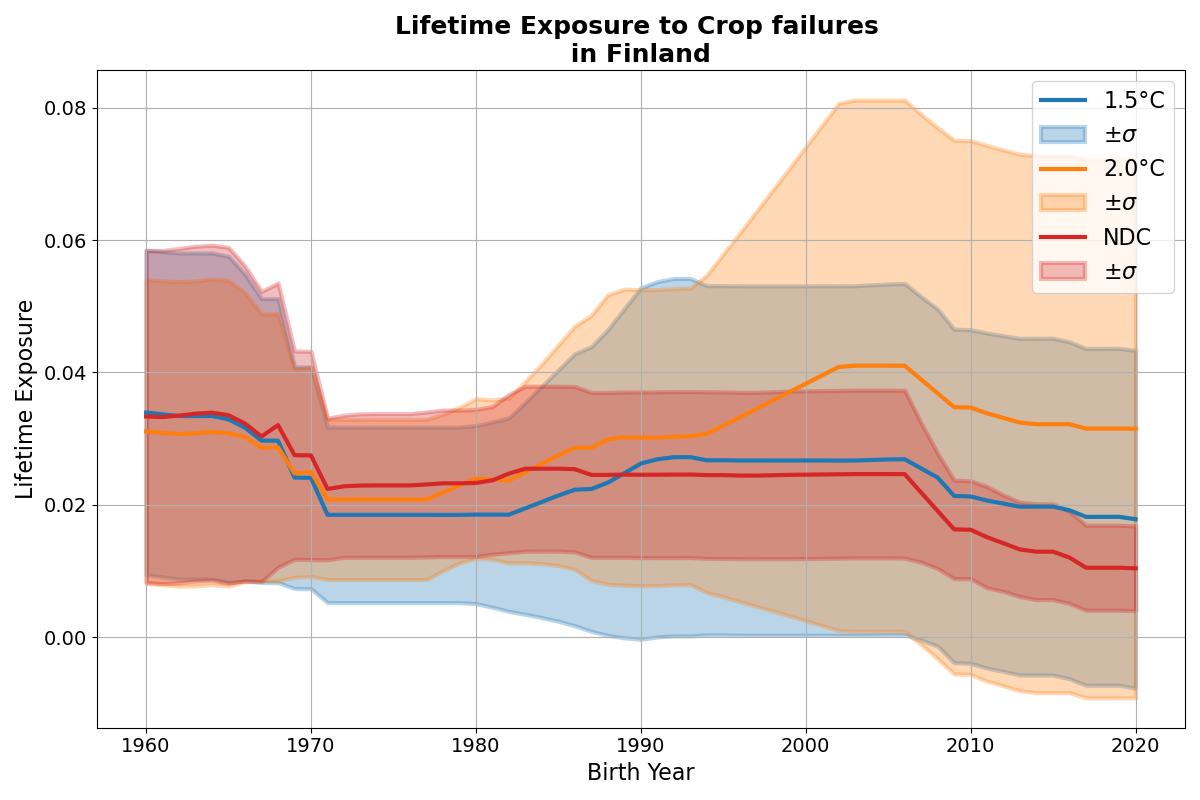 Lifetime Exposure to Crop failures
in Finland
1.5°C
±σ
2.0°C
±σ
NDC
±σ
Lifetime Exposure
0.08
0.06
0.04
0.02
0.00
1960 1970 1980 1990 2000 2010 2020
Birth Year